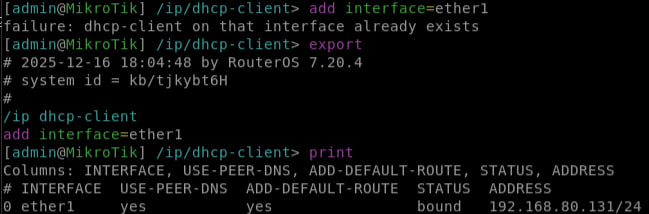 [admin@MikroTik] /ip/dhcp-client> add interface=ether1
failure: dhcp-client on that interface already exists
[admin@MikroTik] /ip/dhcp-client> export
# 2025-12-16 18:04:48 by RouterOS 7.20.4
# system id = kb/tjkybt6H
#
/ip dhcp-client
add interface=ether1
[admin@MikroTik] /ip/dhcp-client> print
Columns: INTERFACE, USE-PEER-DNS, ADD-DEFAULT-ROUTE, STATUS, ADDRESS
# INTERFACE  USE-PEER-DNS  ADD-DEFAULT-ROUTE  STATUS  ADDRESS
0 ether1     yes           yes                bound   192.168.80.131/24